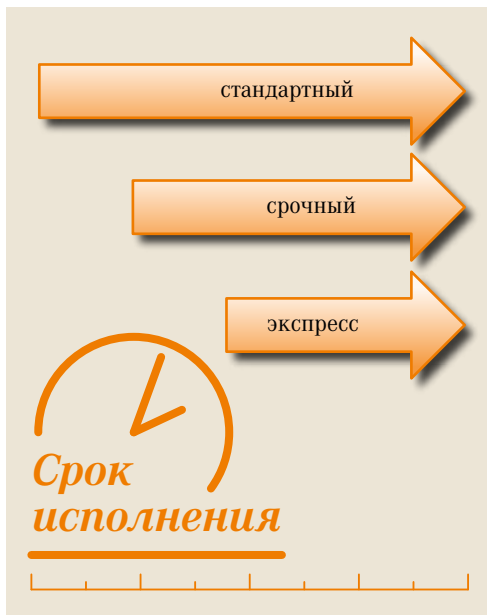 стандартный
срочный
экспресс
Срок
исполнения